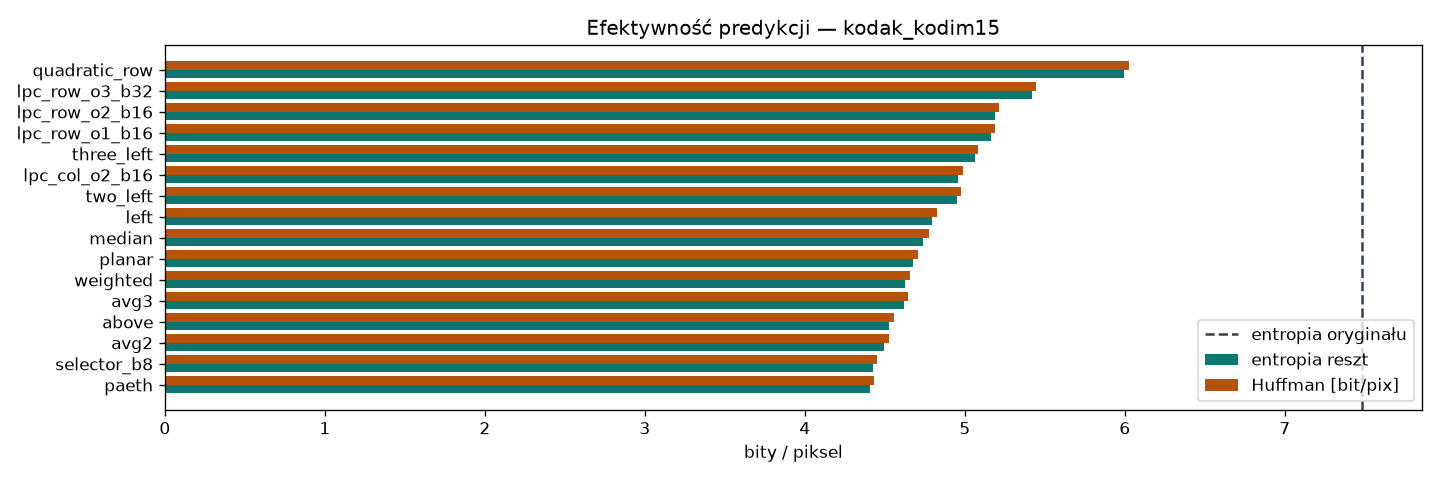 Efektywność predykcji — kodak_kodim15
quadratic_row
lpc_row_o3_b32
lpc_row_o2_b16
lpc_row_o1_b16
three_left
lpc_col_o2_b16
two_left
left
median
planar
weighted
avg3
above
avg2
selector_b8
paeth
entropia oryginału
entropia reszt
Huffman [bit/pix]
0 1 2 3 4 5 6 7
bity / piksel